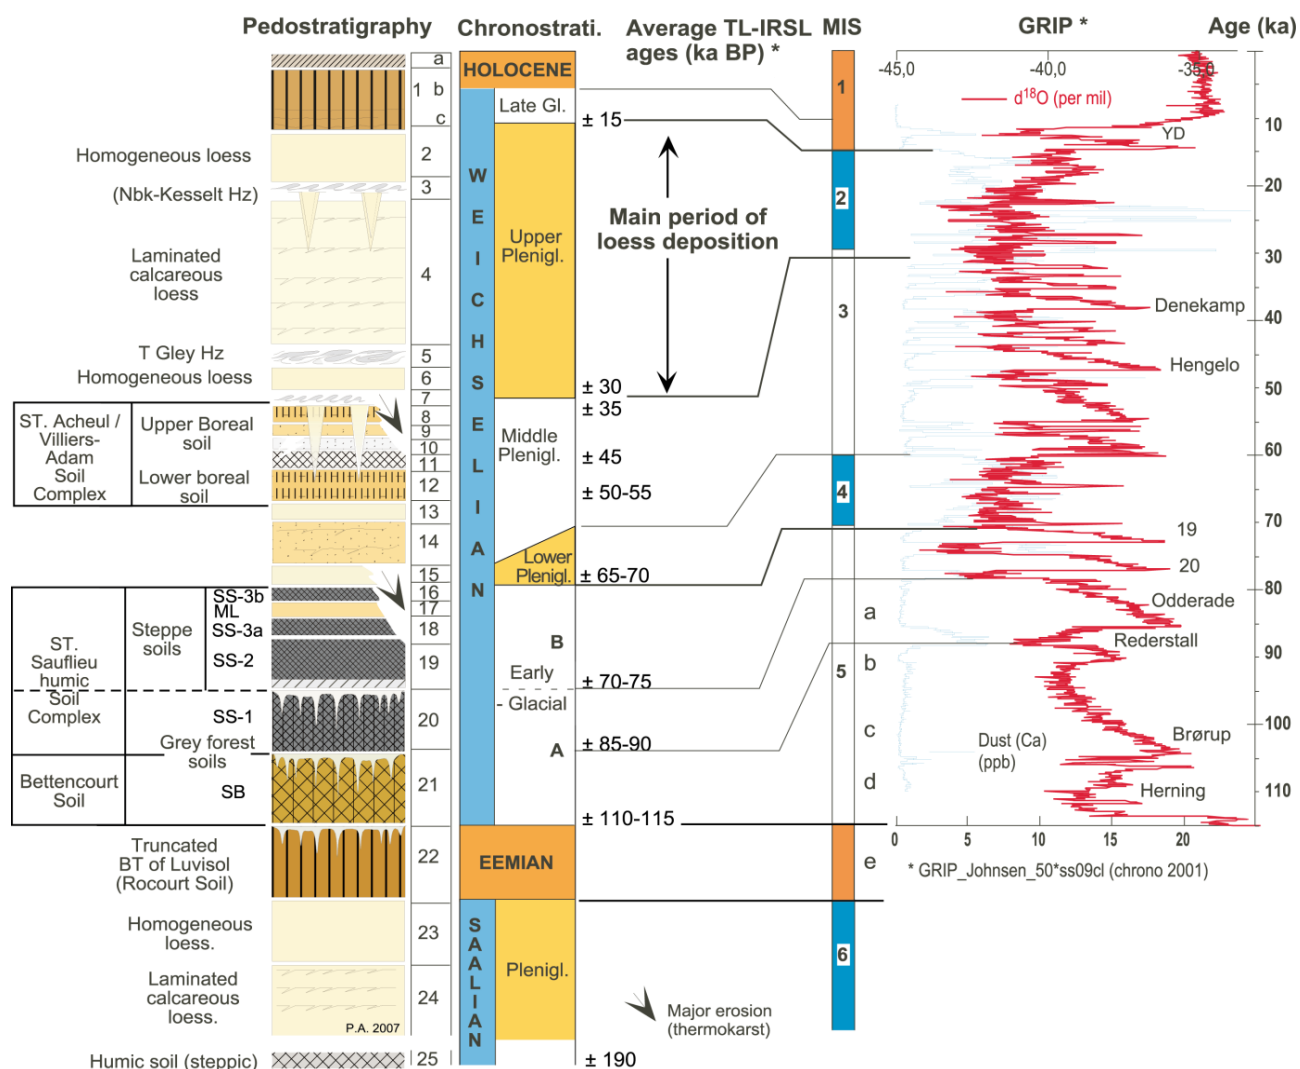 Pedostratigraphy
Chronostrati.
Average TL-IRSL
ages (ka BP) *
MIS
GRIP *
Age (ka)
a
1 b
c
Homogeneous loess
2
(Nbk-Kesselt Hz)
3
Laminated
calcareous
loess
4
T Gley Hz
5
Homogeneous loess
6
7
ST. Acheul /
Villiers-
Adam
Soil
Complex
Upper Boreal
soil
Lower boreal
soil
8
9
10
11
12
13
14
15
ST.
Sauflieu
humic
Soil
Complex
Steppe
soils
SS-3b
ML
SS-3a
SS-2
16
17
18
19
SS-1
20
Grey forest
soils
Bettencourt
Soil
SB
21
Truncated
BT of Luvisol
(Rocourt Soil)
22
Homogeneous
loess.
23
Laminated
calcareous
loess.
24
P.A. 2007
Humic soil (steppic)
25
HOLOCENE
WEICHSELIAN
Late Gl.
Upper
Plenigl.
Middle
Plenigl.
Lower
Plenigl.
B
Early
- Glacial
A
EEMIAN
SAALIAN
Plenigl.
± 15
Main period of
loess deposition
± 30
± 35
± 45
± 50-55
± 65-70
± 70-75
± 85-90
± 110-115
± 190
Major erosion
(thermokarst)
1
2
3
4
5
a
b
c
d
e
6
-45,0
-40,0
-35,0
d18O (per mil)
YD
Denekamp
Hengelo
19
20
Odderade
Rederstall
Brørup
Herning
Dust (Ca)
(ppb)
10
20
30
40
50
60
70
80
90
100
110
0
5
10
15
20
* GRIP_Johnsen_50*ss09cl (chrono 2001)